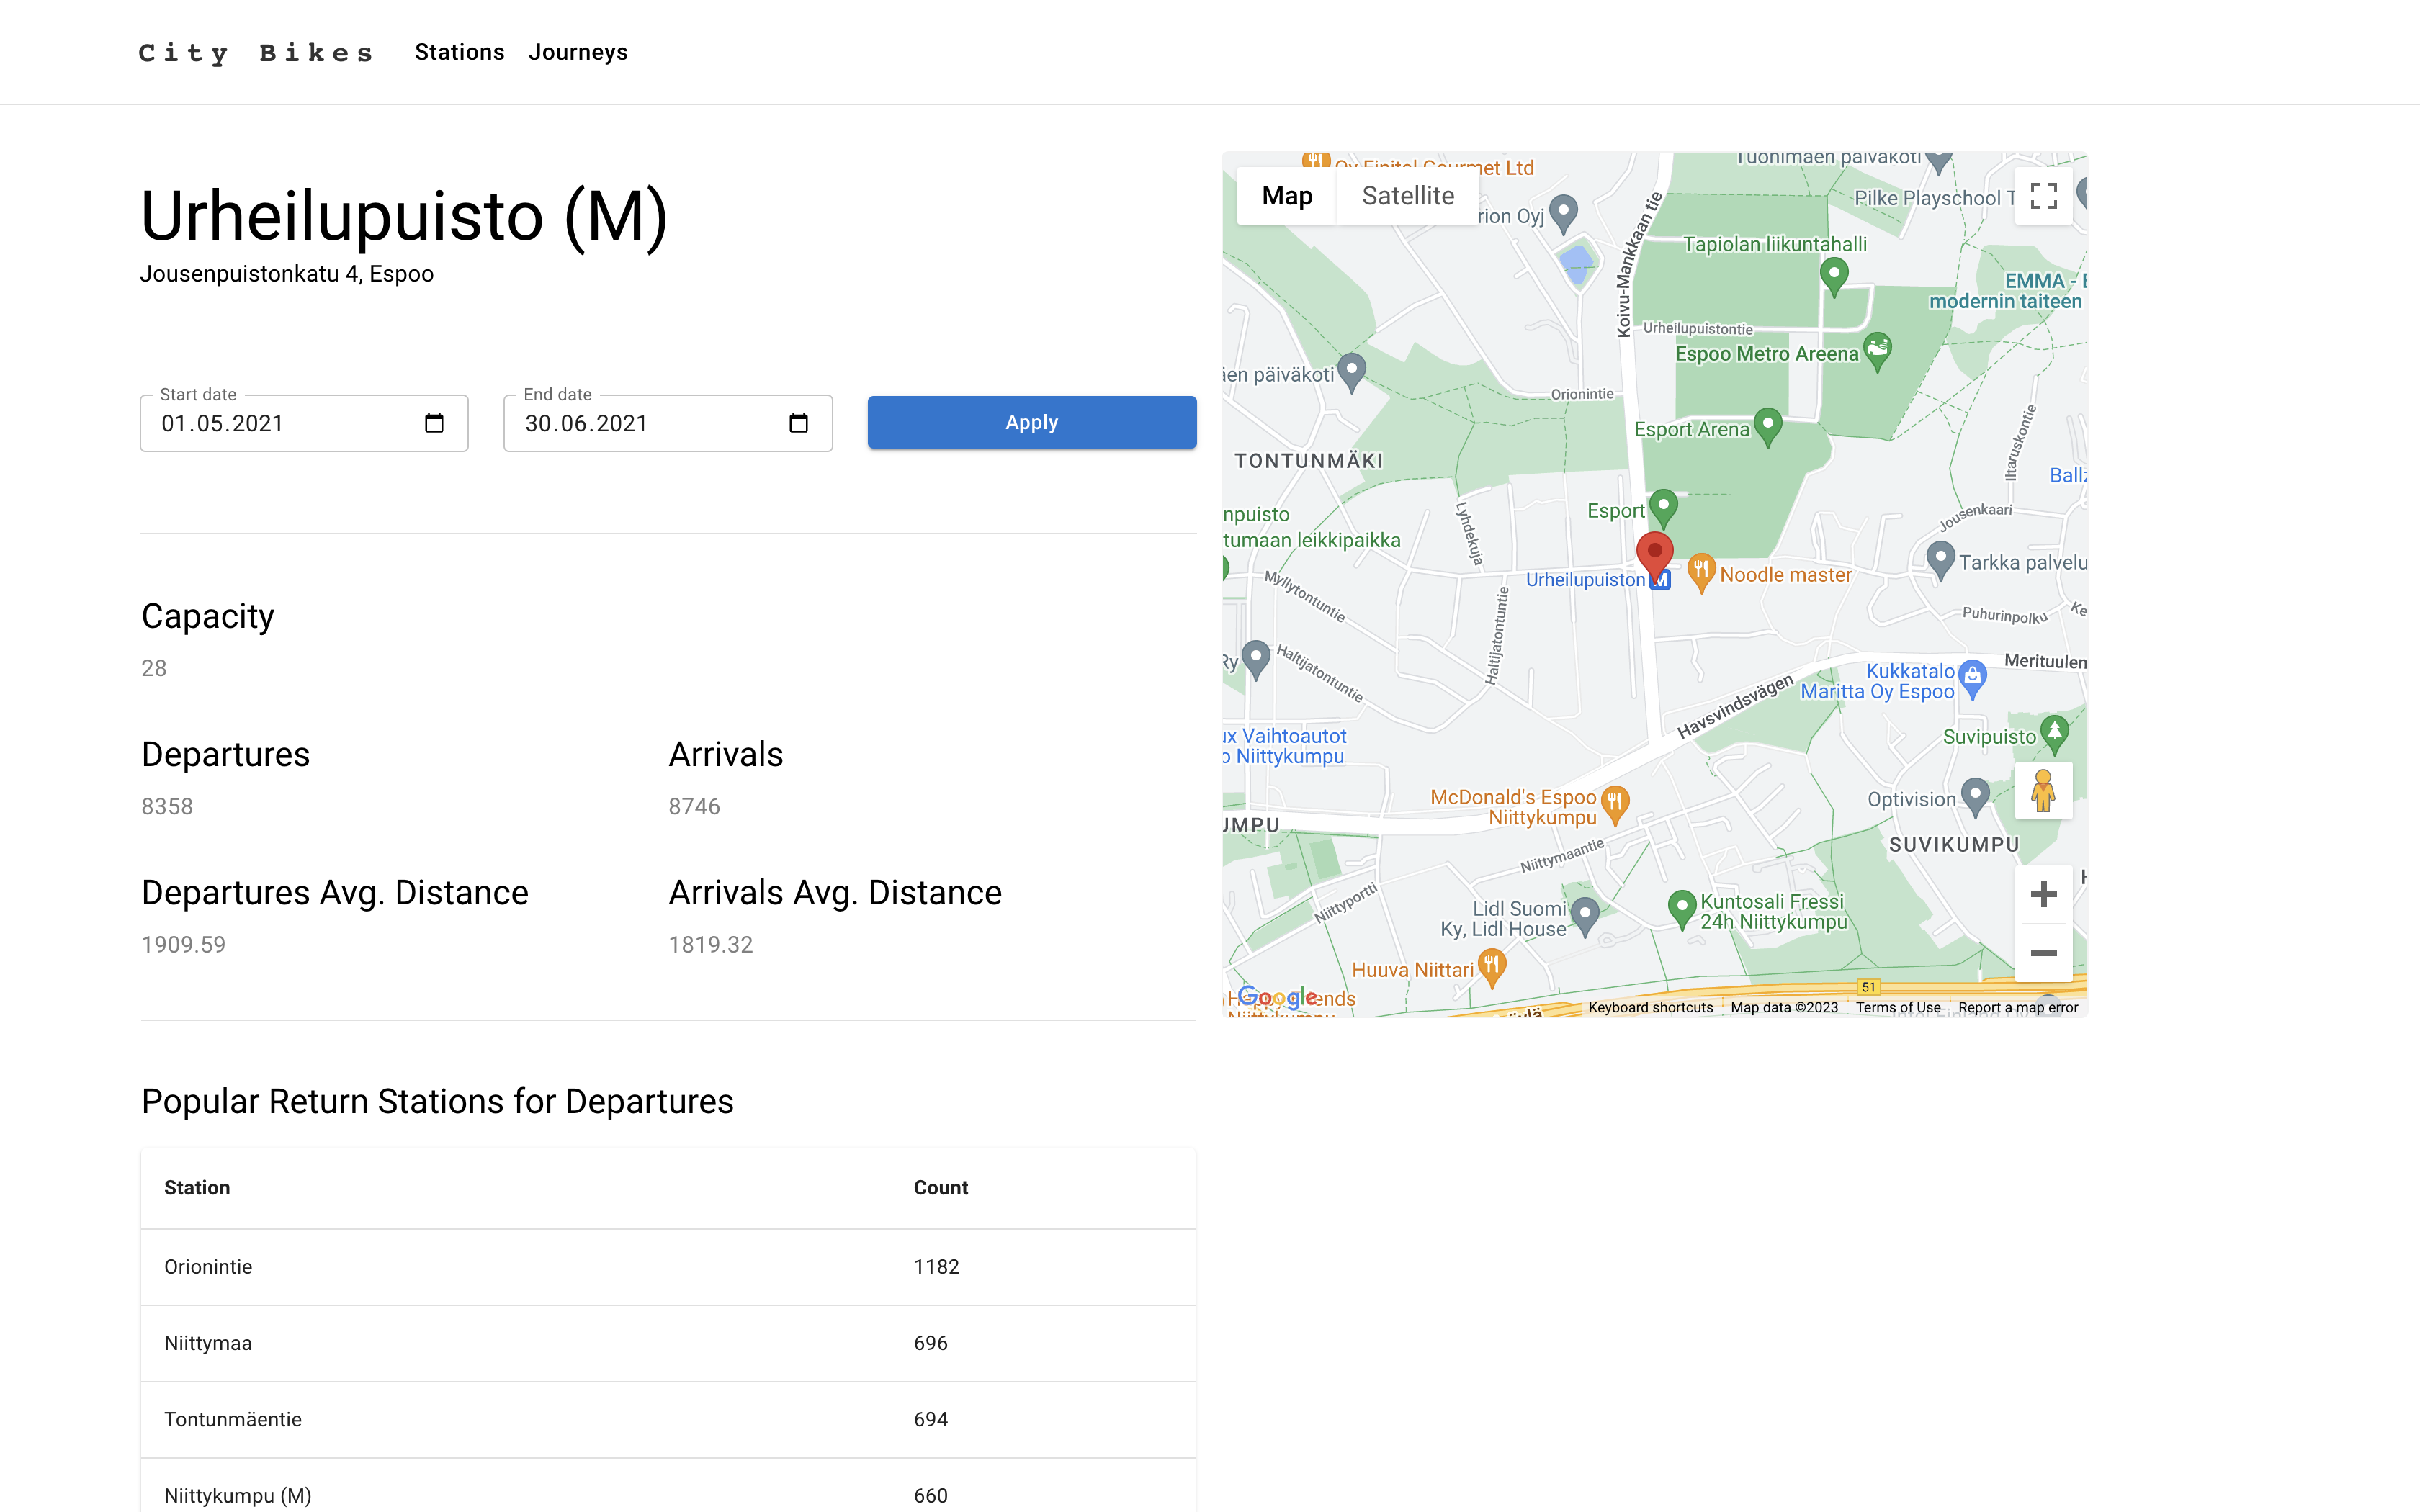 City Bikes Stations Journeys
Urheilupuisto (M)
Jousenpuistonkatu 4, Espoo
Start date
01.05.2021
End date
30.06.2021
Apply
Capacity
28
Departures
8358
Arrivals
8746
Departures Avg. Distance
1909.59
Arrivals Avg. Distance
1819.32
Popular Return Stations for Departures
Station Count
Orionintie 1182
Niittymaa 696
Tontunmäentie 694
Niittykumpu (M) 660
Map Satellite
Oy Finital Gourmet Ltd
Tuonimäen päiväkoti
Pilke Playschool T
rion Oyj
Koivu-Mankkaan tie
Tapiolan liikuntahalli
EMMA - E
modernin taiteen
Urheilupuistontie
Espoo Metro Areena
äen päiväkoti
Orionintie
Esport Arena
Iltaruskontie
TONTUNMÄKI
Ballz
Esport
npuisto
tumaan leikkipaikka
Lyhdekuja
Jousenkaari
Tarkka palvelu
Urheilupuiston
M
Noodle master
Myllytontuntie
Haltijatontuntie
Puhurinpolku
Ke
Ry
Haltijatontuntie
Merituulen
Kukkatalo
Maritta Oy Espoo
Havsvindsvägen
ux Vaihtoautot
o Niittykumpu
Suvipuisto
McDonald's Espoo
Niittykumpu
Optivision
UMPU
SUVIKUMPU
Niittymaantie
Niittyportti
Lidl Suomi
Ky, Lidl House
Kuntosali Fressi
24h Niittykumpu
Huuva Niittari
51
Google
Keyboard shortcuts Map data ©2023 Terms of Use Report a map error